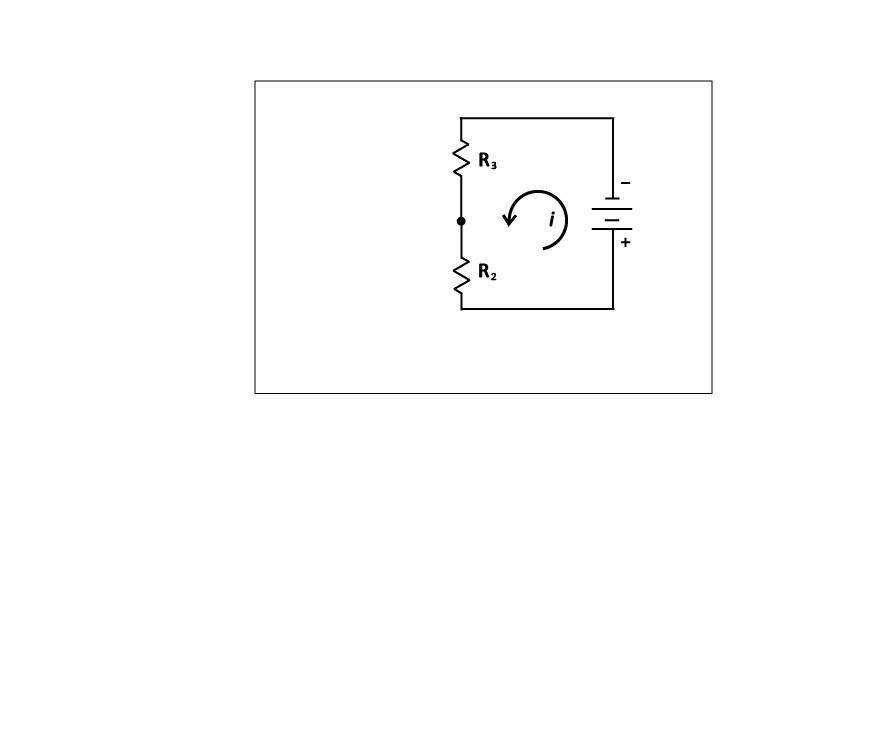 R₃
−
i
+
R₂